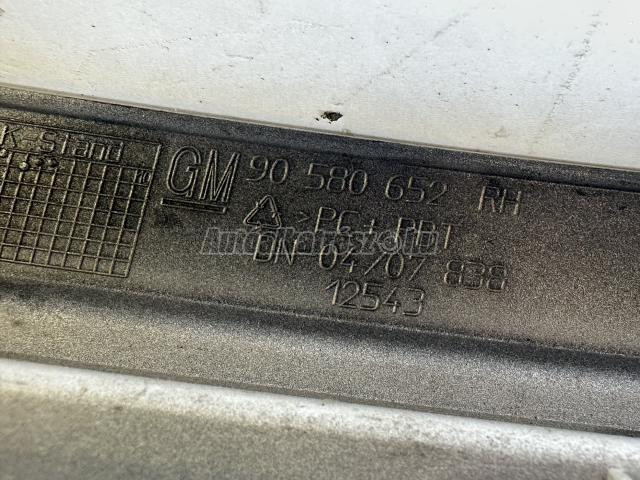 K-Stand
GM 90 580 652 RH
>PC+PBT
DN 04/07 838
12543